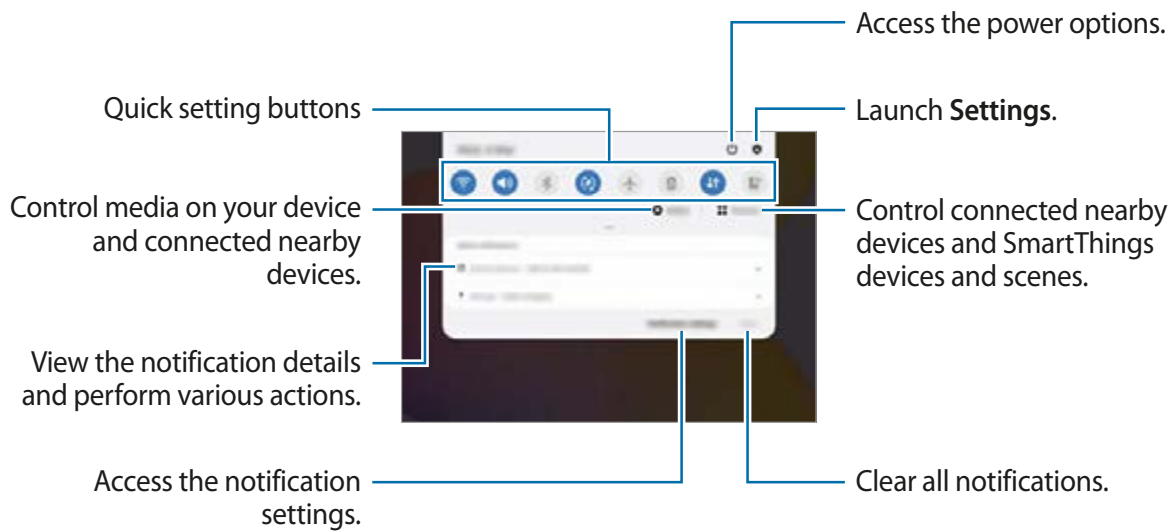 Access the power options.
Quick setting buttons
Launch Settings.
Control media on your device
and connected nearby
devices.
Control connected nearby
devices and SmartThings
devices and scenes.
View the notification details
and perform various actions.
Access the notification
settings.
Clear all notifications.